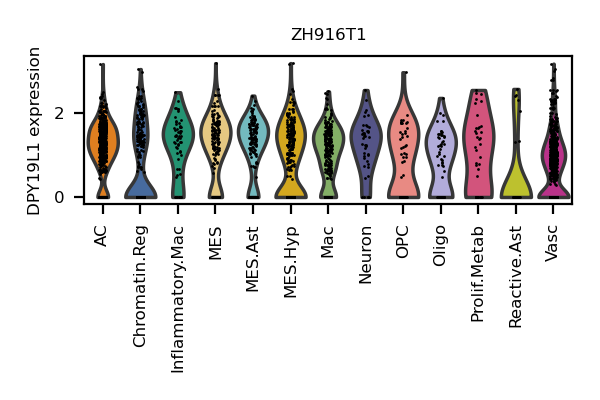 ZH916T1
DPY19L1 expression
2
0
AC
Chromatin.Reg
Inflammatory.Mac
MES
MES.Ast
MES.Hyp
Mac
Neuron
OPC
Oligo
Prolif.Metab
Reactive.Ast
Vasc